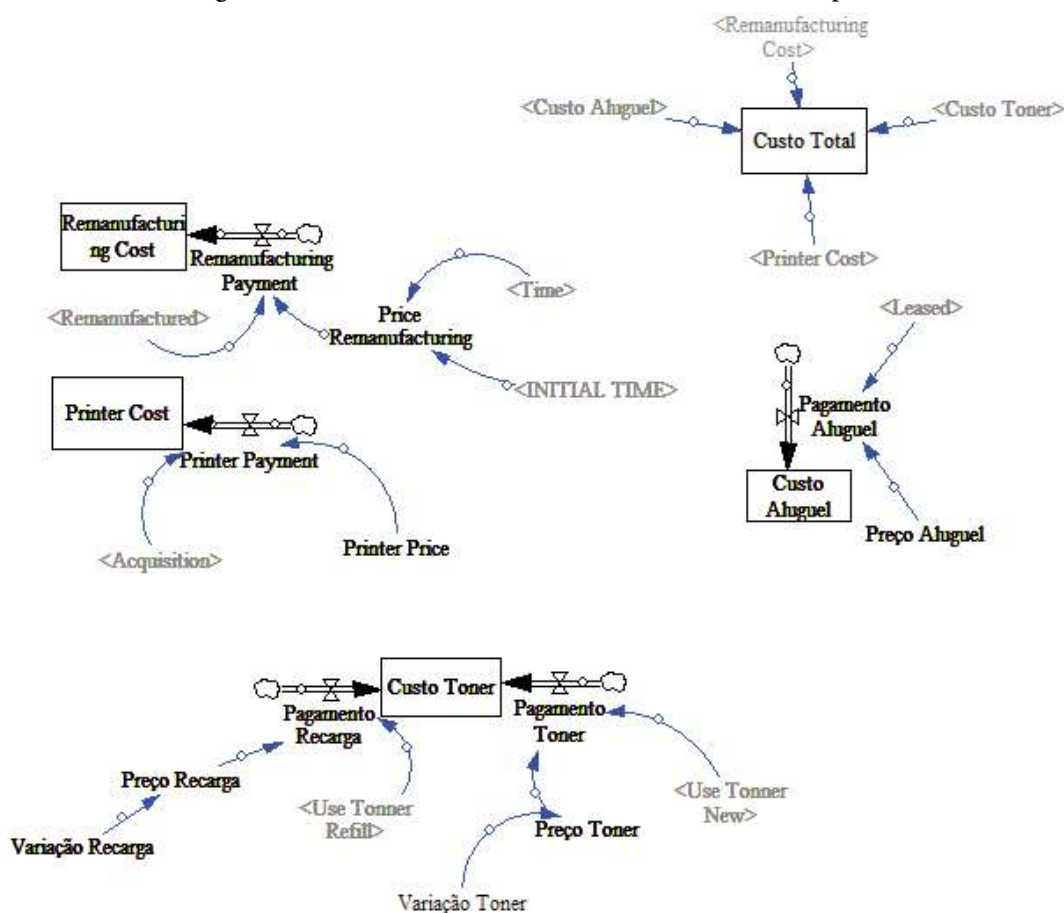 <Remanufacturing
Cost>
<Custo Aluguel>
<Custo Toner>
Custo Total
<Printer Cost>
Remanufacturi
ng Cost
Remanufacturing
Payment
<Remanufactured>
<Time>
Price
Remanufacturing
<INITIAL TIME>
Printer Cost
Printer Payment
<Acquisition>
Printer Price
<Leased>
Pagamento
Aluguel
Custo
Aluguel
Preço Aluguel
Custo Toner
Pagamento
Recarga
Pagamento
Toner
Preço Recarga
<Use Tonner
Refill>
<Use Tonner
New>
Preço Toner
Variação Recarga
Variação Toner